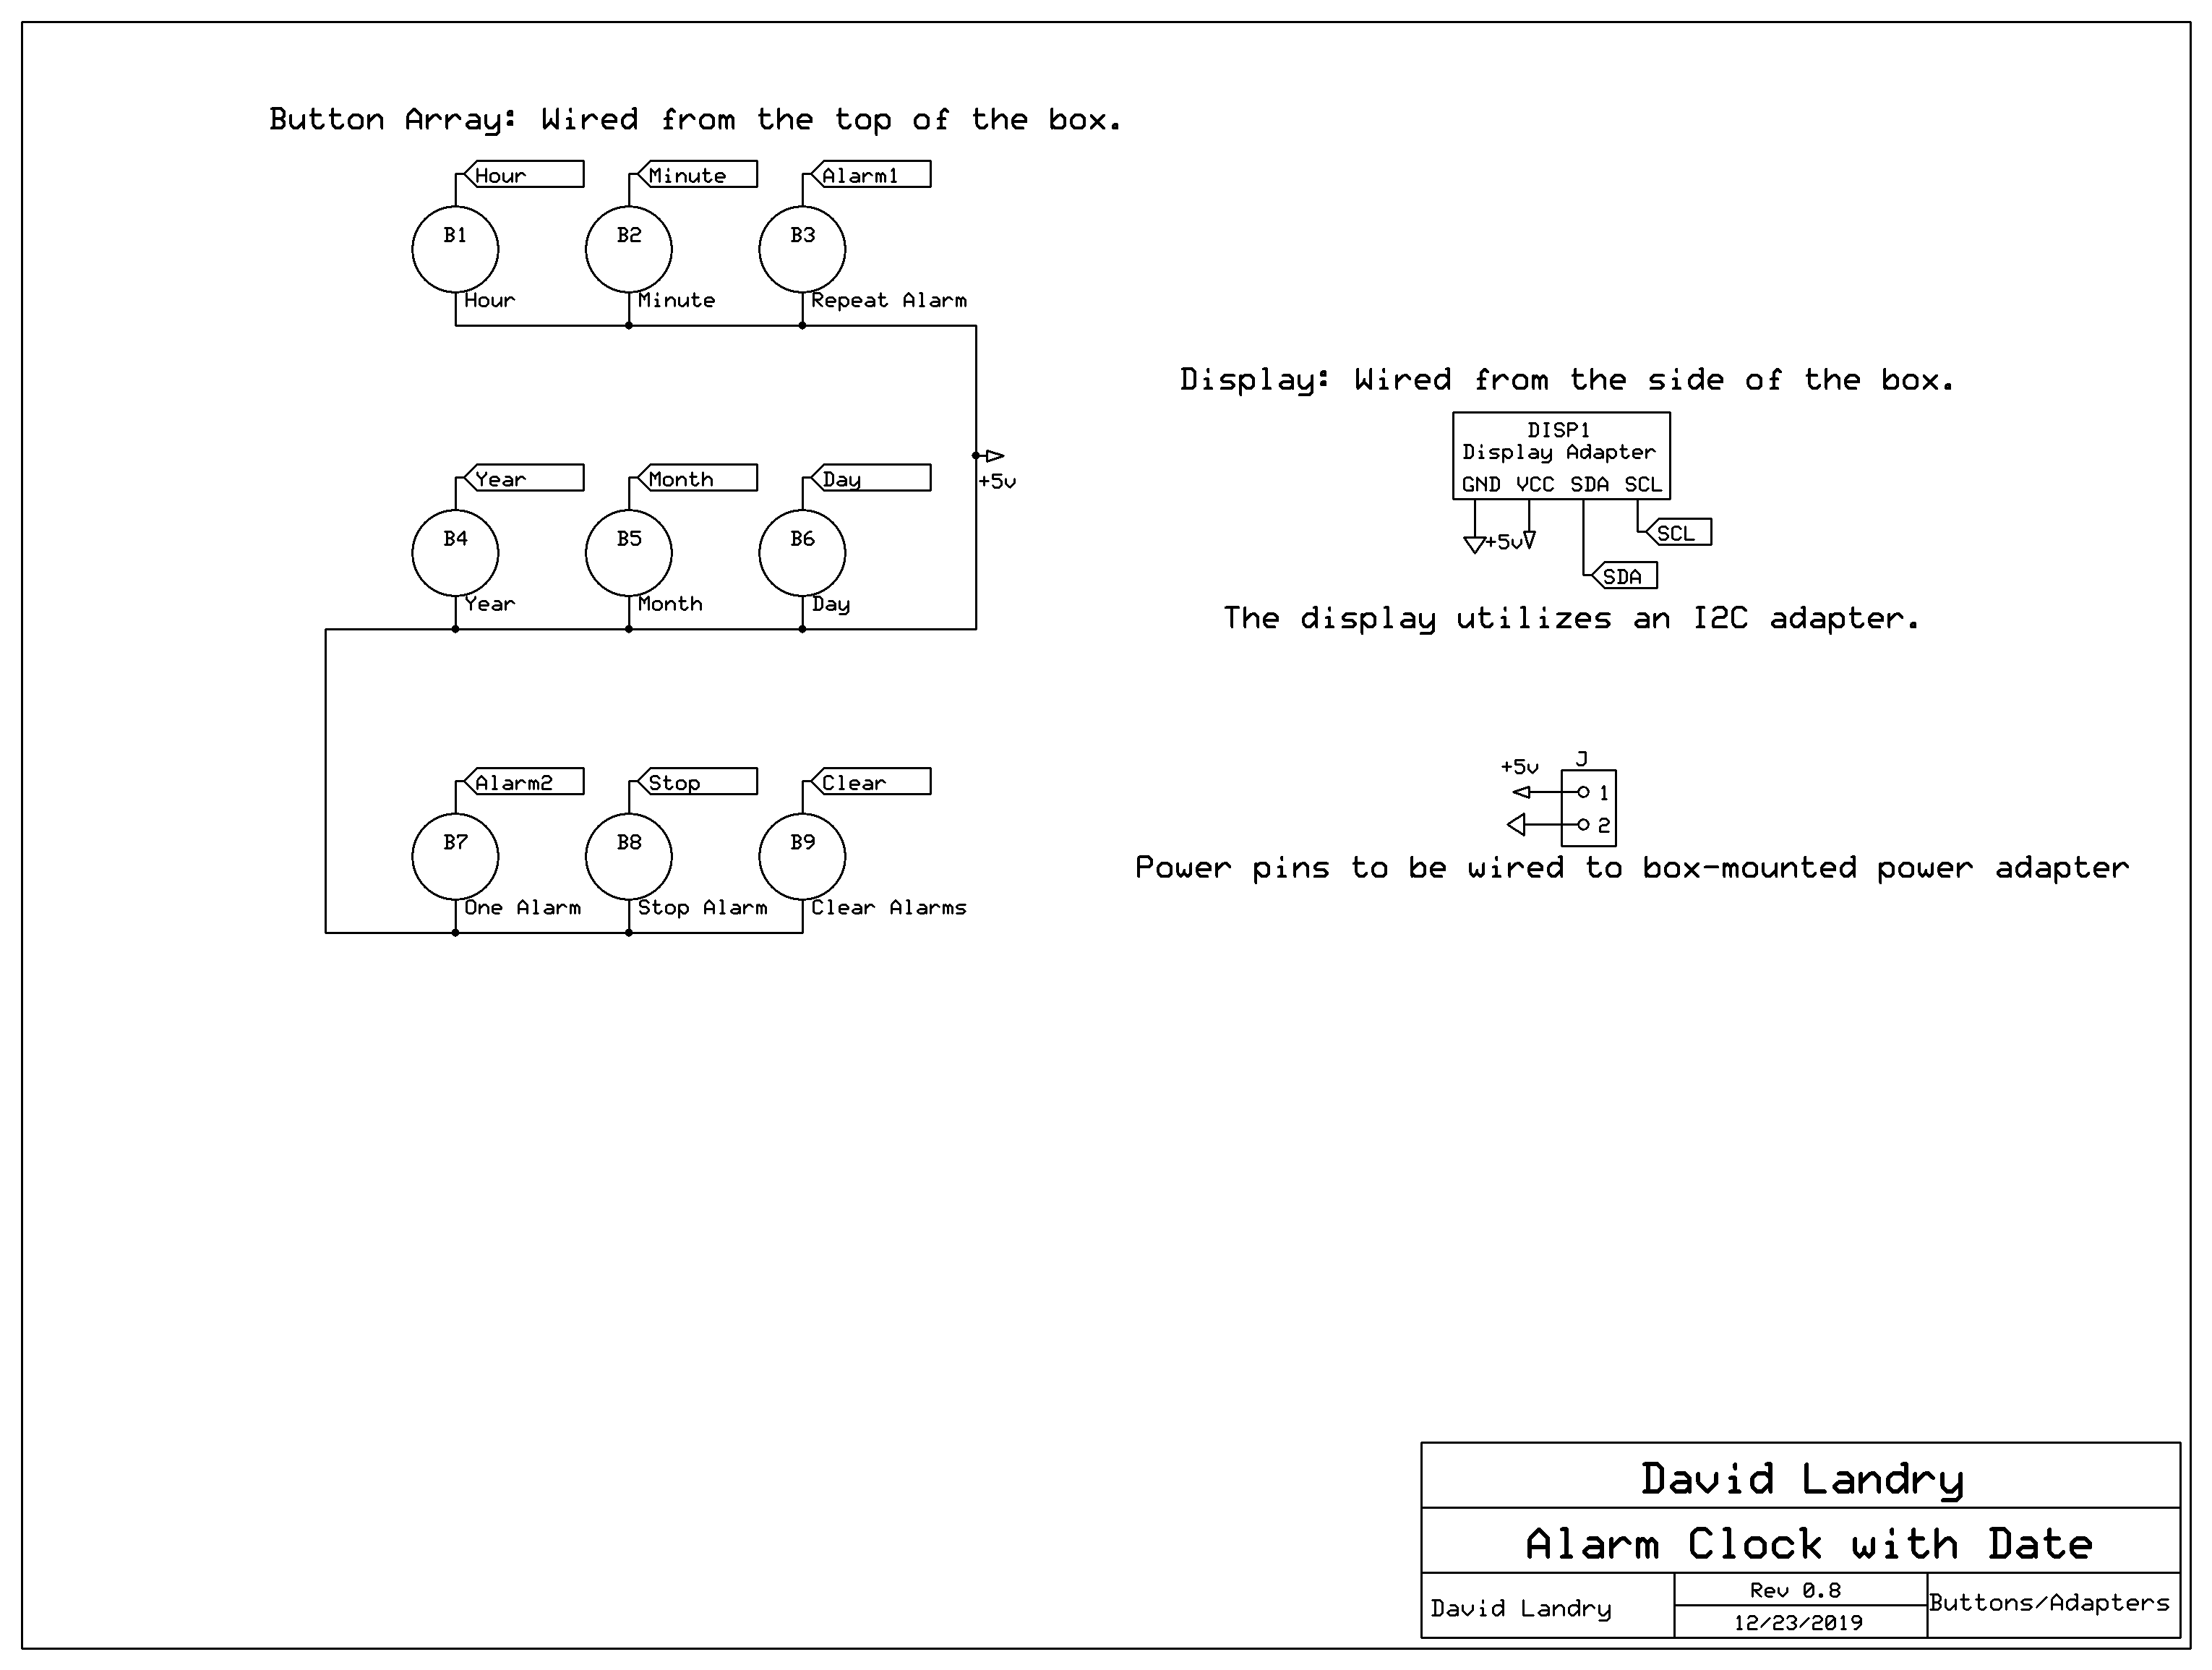 Button Array: Wired from the top of the box.
Hour Minute Alarm1
B1 B2 B3
Hour Minute Repeat Alarm
Year Month Day
+5v
B4 B5 B6
Year Month Day
Alarm2 Stop Clear
B7 B8 B9
One Alarm Stop Alarm Clear Alarms
Display: Wired from the side of the box.
DISP1
Display Adapter
GND VCC SDA SCL
+5v
SCL
SDA
The display utilizes an I2C adapter.
J
+5v
1
2
Power pins to be wired to box-mounted power adapter
David Landry
Alarm Clock with Date
David Landry
Rev 0.8
12/23/2019
Buttons/Adapters